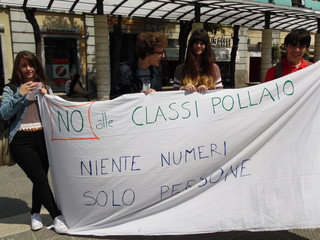 NO alle CLASSI POLLAIO
NIENTE NUMERI
SOLO PERSONE